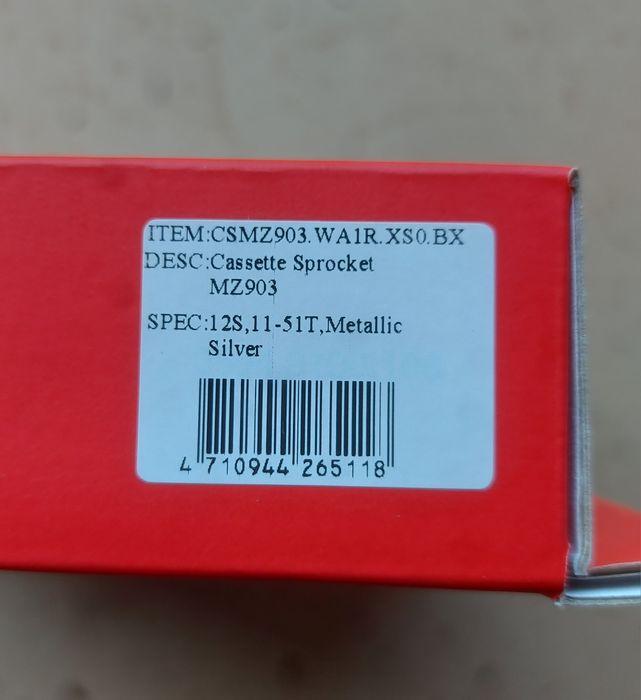 ITEM:CSMZ903.WA1R.XS0.BX
DESC:Cassette Sprocket
MZ903
SPEC:12S,11-51T,Metallic
Silver
4 710944 265118